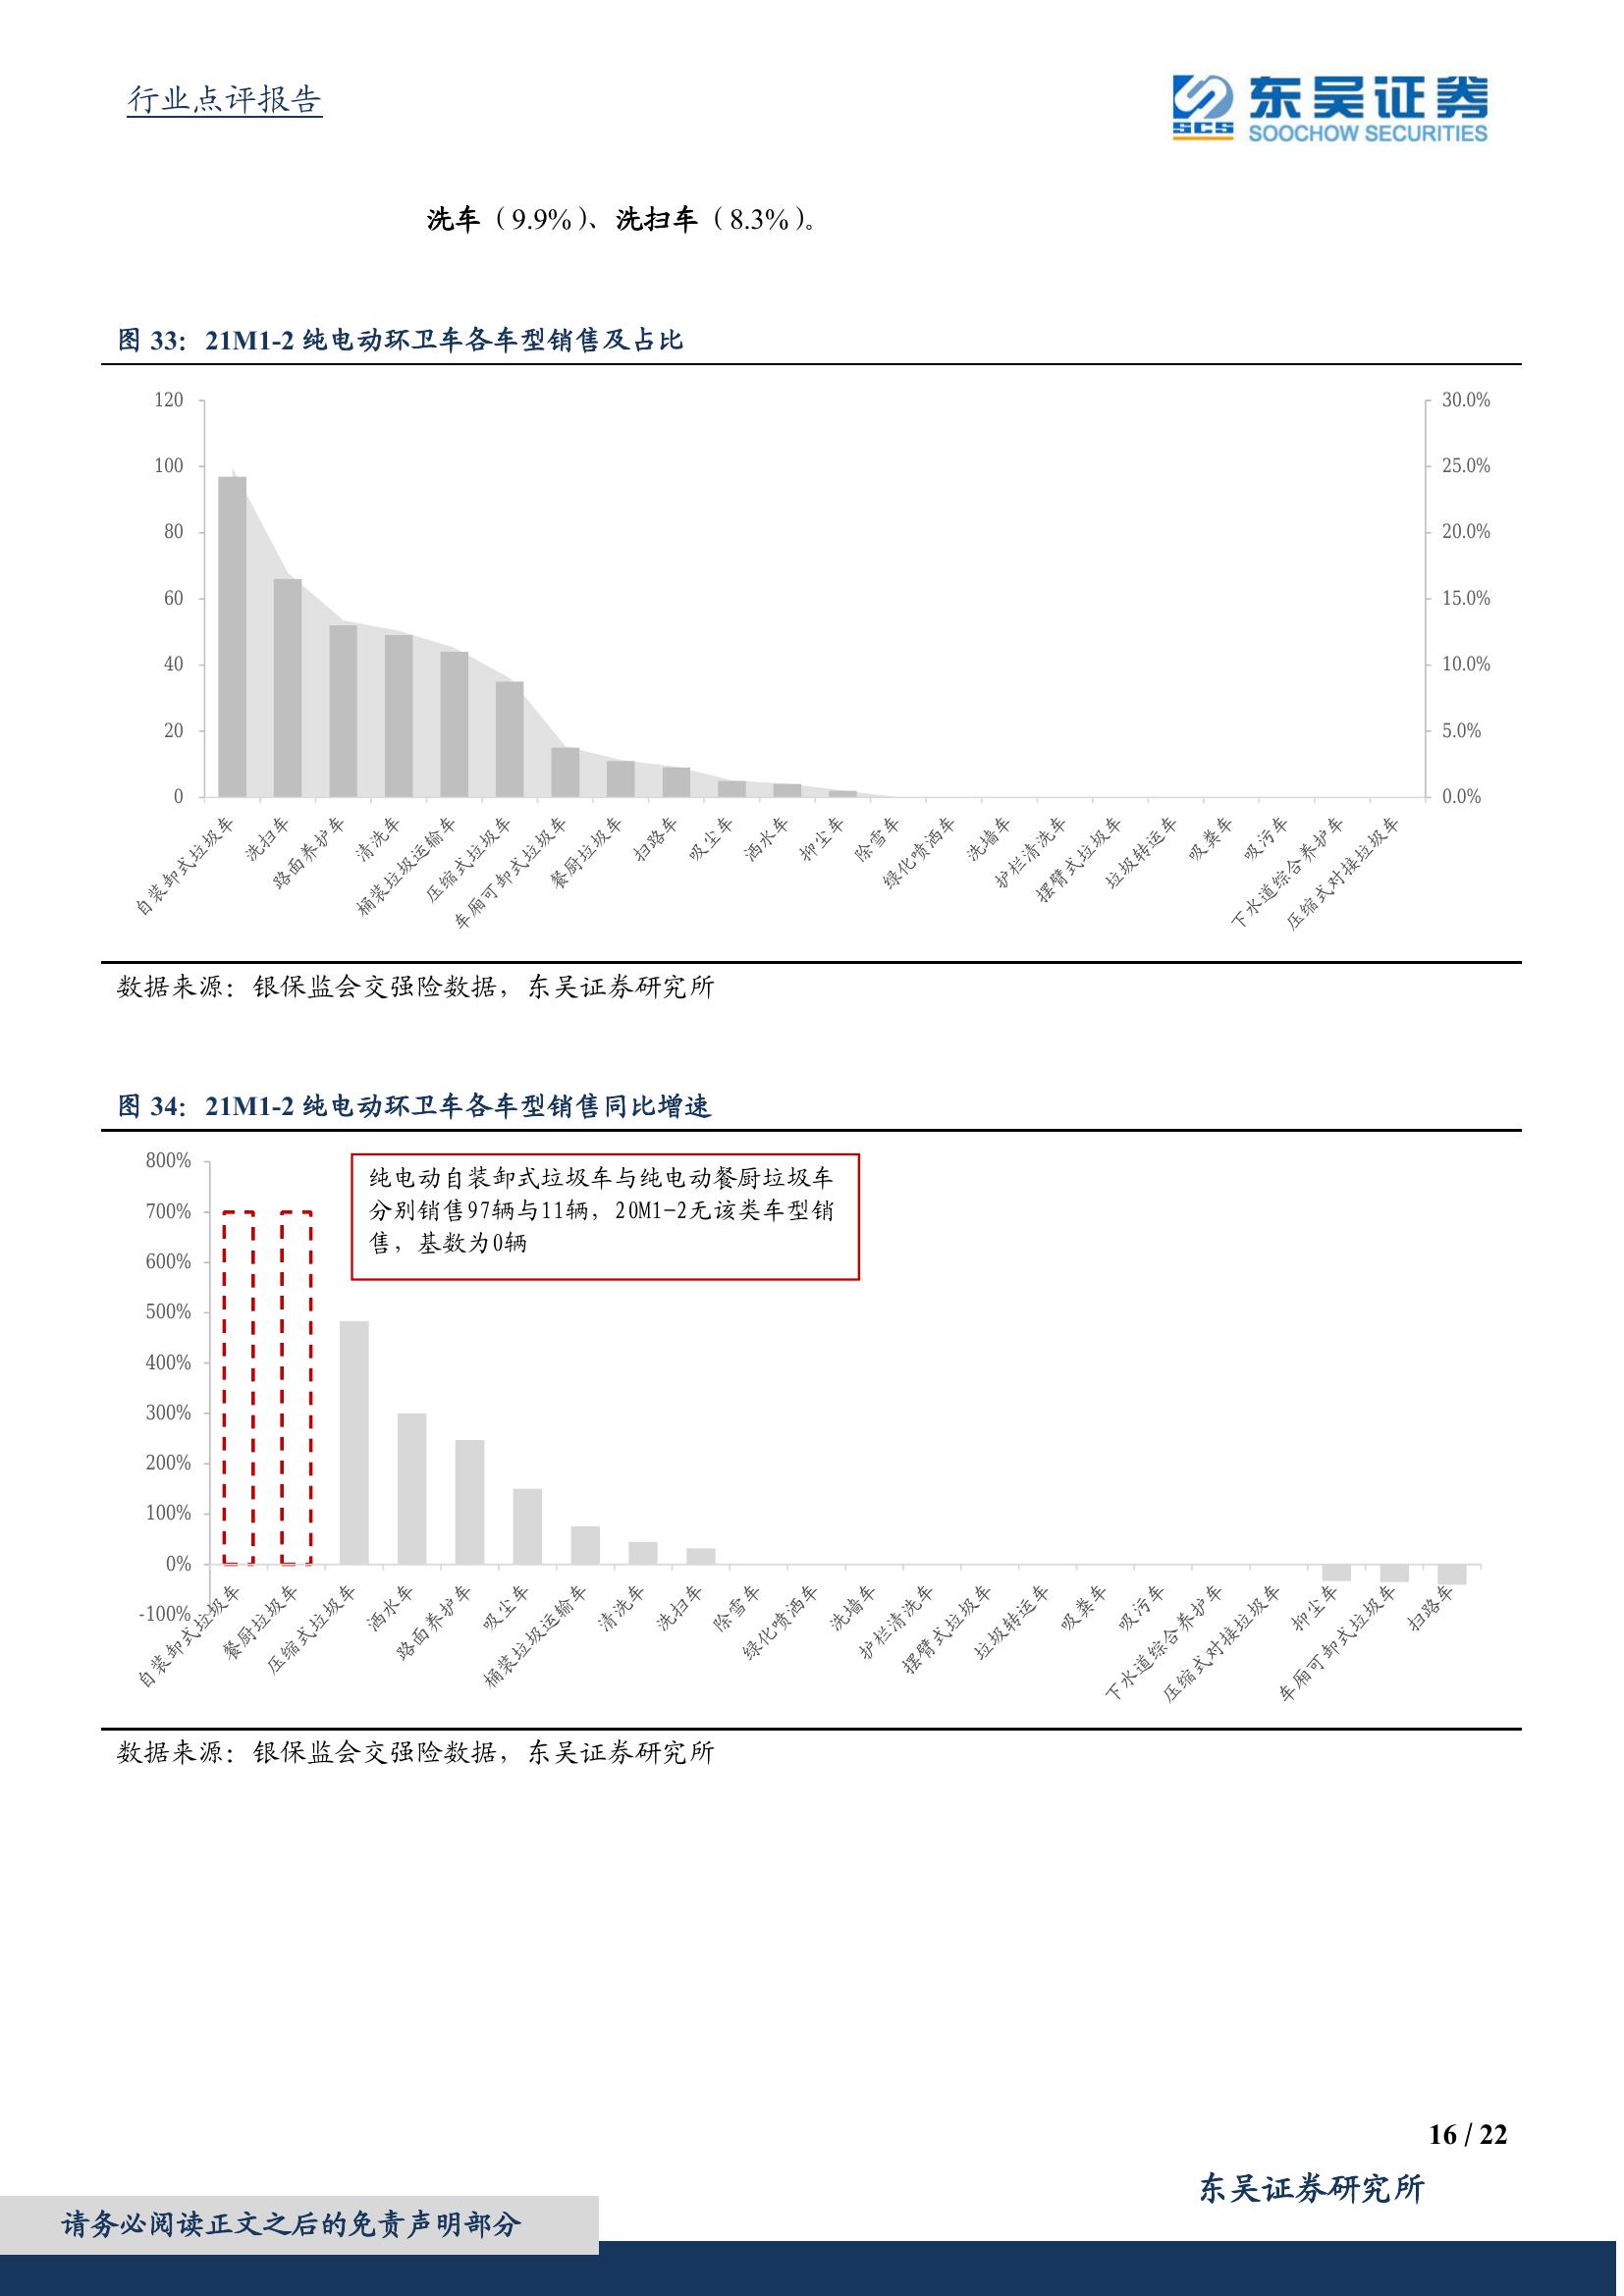 行业点评报告
SCS
东吴证券
SOOCHOW SECURITIES
洗车（9.9%）、洗扫车（8.3%）。
图 33：21M1-2 纯电动环卫车各车型销售及占比
120
100
80
60
40
20
0
30.0%
25.0%
20.0%
15.0%
10.0%
5.0%
0.0%
自装卸式垃圾车
洗扫车
路面养护车
清洗车
桶装垃圾运输车
压缩式垃圾车
车厢可卸式垃圾车
餐厨垃圾车
扫路车
吸尘车
洒水车
抑尘车
除雪车
绿化喷洒车
洗墙车
护栏清洗车
摆臂式垃圾车
垃圾转运车
吸粪车
吸污车
下水道综合养护车
压缩式对接垃圾车
数据来源：银保监会交强险数据，东吴证券研究所
图 34：21M1-2 纯电动环卫车各车型销售同比增速
800%
700%
600%
500%
400%
300%
200%
100%
0%
-100%
纯电动自装卸式垃圾车与纯电动餐厨垃圾车
分别销售97辆与11辆，20M1-2无该类车型销
售，基数为0辆
自装卸式垃圾车
餐厨垃圾车
压缩式垃圾车
洒水车
路面养护车
吸尘车
桶装垃圾运输车
清洗车
洗扫车
除雪车
绿化喷洒车
洗墙车
护栏清洗车
摆臂式垃圾车
垃圾转运车
吸粪车
吸污车
下水道综合养护车
压缩式对接垃圾车
抑尘车
车厢可卸式垃圾车
扫路车
数据来源：银保监会交强险数据，东吴证券研究所
16 / 22
东吴证券研究所
请务必阅读正文之后的免责声明部分